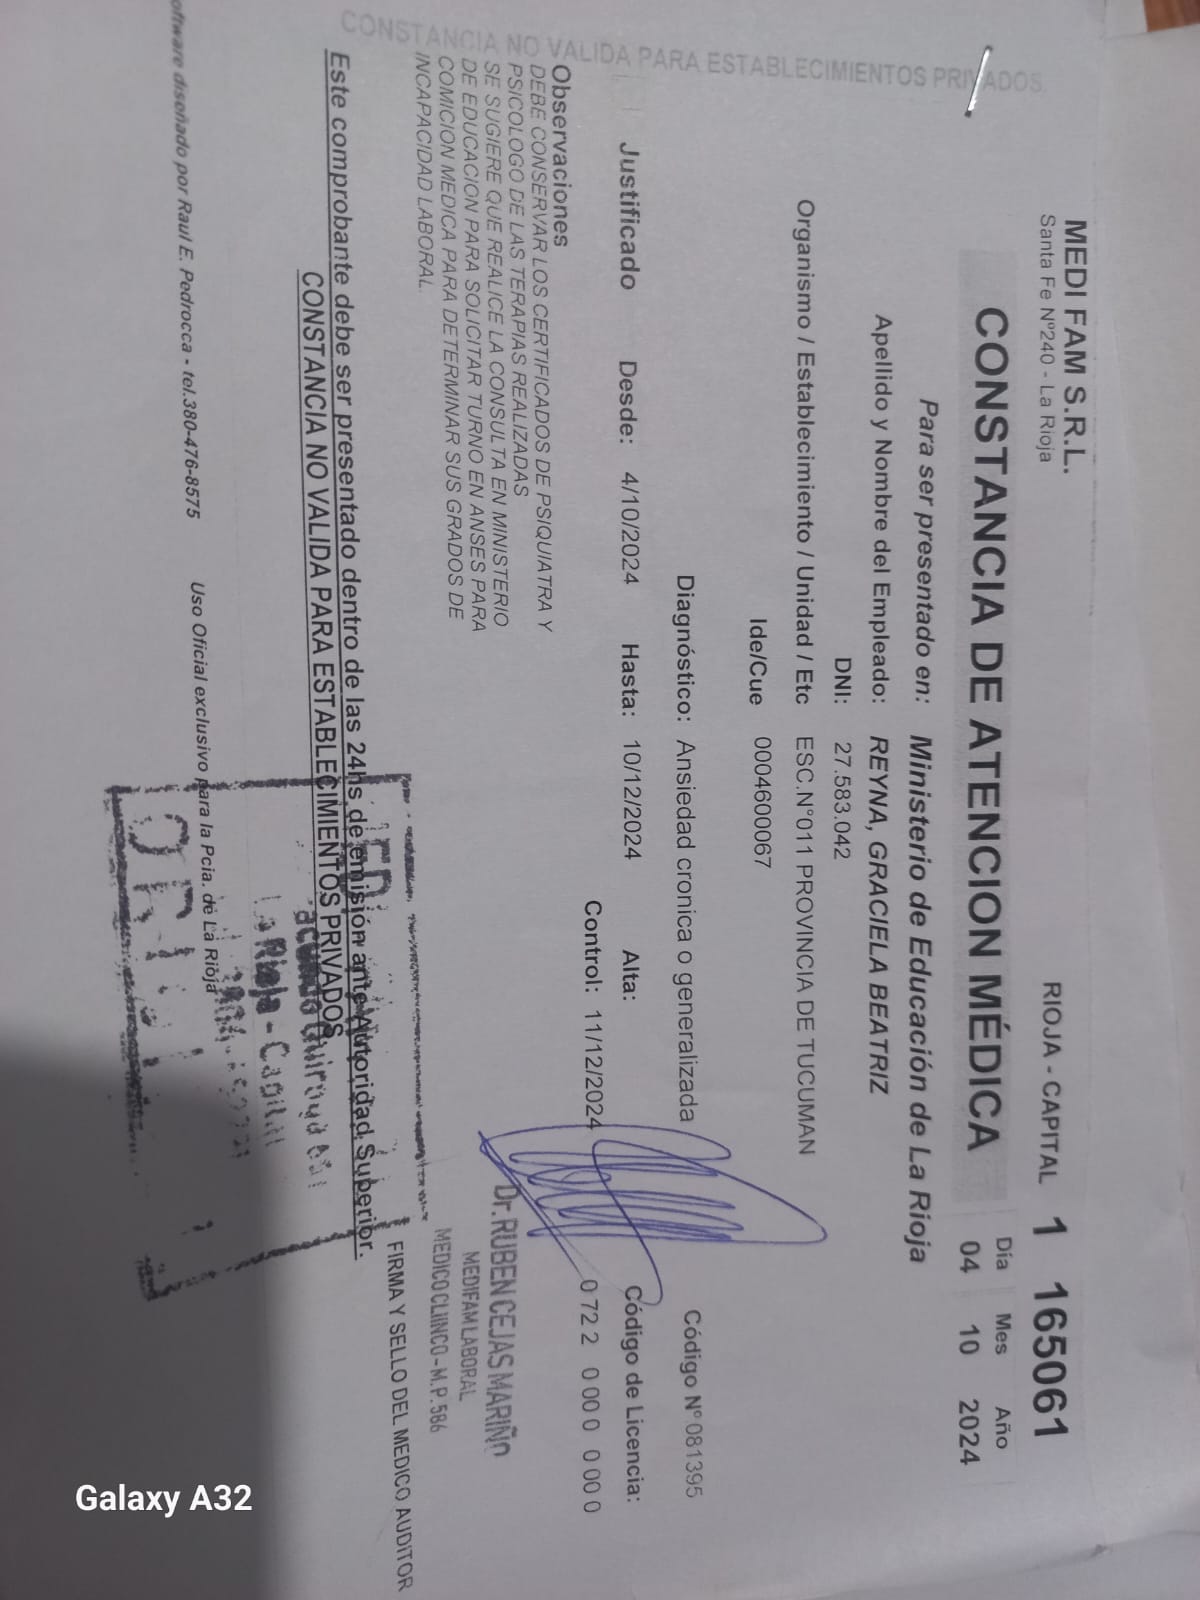 CONSTANCIA NO VALIDA PARA ESTABLECIMIENTOS PRIVADOS.
MEDI FAM S.R.L.
Santa Fe Nº240 - La Rioja
RIOJA - CAPITAL 1 165061
CONSTANCIA DE ATENCION MÉDICA
Dia Mes Año
04 10 2024
Para ser presentado en: Ministerio de Educación de La Rioja
Apellido y Nombre del Empleado: REYNA, GRACIELA BEATRIZ
DNI: 27.583.042
Organismo / Establecimiento / Unidad / Etc ESC.N°011 PROVINCIA DE TUCUMAN
Ide/Cue 0004600067
Diagnóstico: Ansiedad cronica o generalizada
Código Nº 081395
Justificado Desde: 4/10/2024 Hasta: 10/12/2024 Alta:
Código de Licencia:
Control: 11/12/2024
0 72 2 0 00 0 0 00 0
Observaciones
DEBE CONSERVAR LOS CERTIFICADOS DE PSIQUIATRA Y
PSICOLOGO DE LAS TERAPIAS REALIZADAS
SE SUGIERE QUE REALICE LA CONSULTA EN MINISTERIO
DE EDUCACION PARA SOLICITAR TURNO EN ANSES PARA
COMICION MEDICA PARA DETERMINAR SUS GRADOS DE
INCAPACIDAD LABORAL.
Dr. RUBEN CEJAS MARIÑO
MEDIFAM LABORAL
MEDICO CLIINCO - M.P. 586
FIRMA Y SELLO DEL MEDICO AUDITOR
Este comprobante debe ser presentado dentro de las 24hs de emisión ante Autoridad Superior.
CONSTANCIA NO VALIDA PARA ESTABLECIMIENTOS PRIVADOS
La Rioja - Capital
oftware diseñado por Raul E. Pedrocca - tel.380-476-8575 Uso Oficial exclusivo para la Pcia. de La Rioja
Galaxy A32